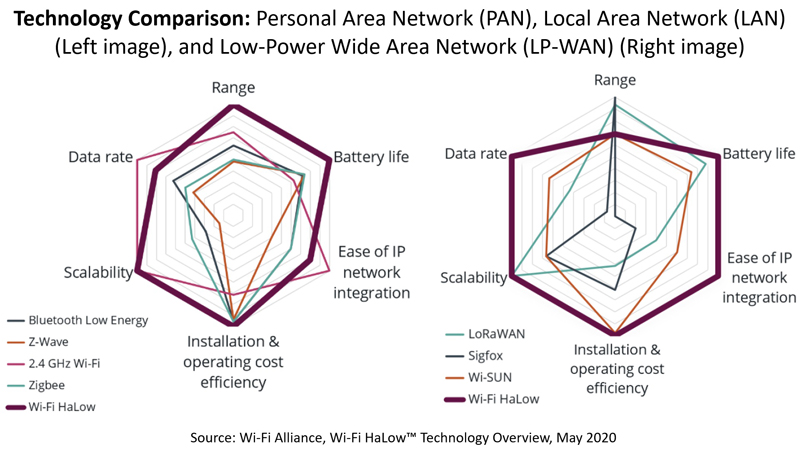 Technology Comparison: Personal Area Network (PAN), Local Area Network (LAN)
(Left image), and Low-Power Wide Area Network (LP-WAN) (Right image)
Range
Data rate
Battery life
Scalability
Ease of IP
network
integration
Installation &
operating cost
efficiency
Bluetooth Low Energy
Z-Wave
2.4 GHz Wi-Fi
Zigbee
Wi-Fi HaLow
Range
Data rate
Battery life
Scalability
Ease of IP
network
integration
Installation &
operating cost
efficiency
LoRaWAN
Sigfox
Wi-SUN
Wi-Fi HaLow
Source: Wi-Fi Alliance, Wi-Fi HaLow™ Technology Overview, May 2020